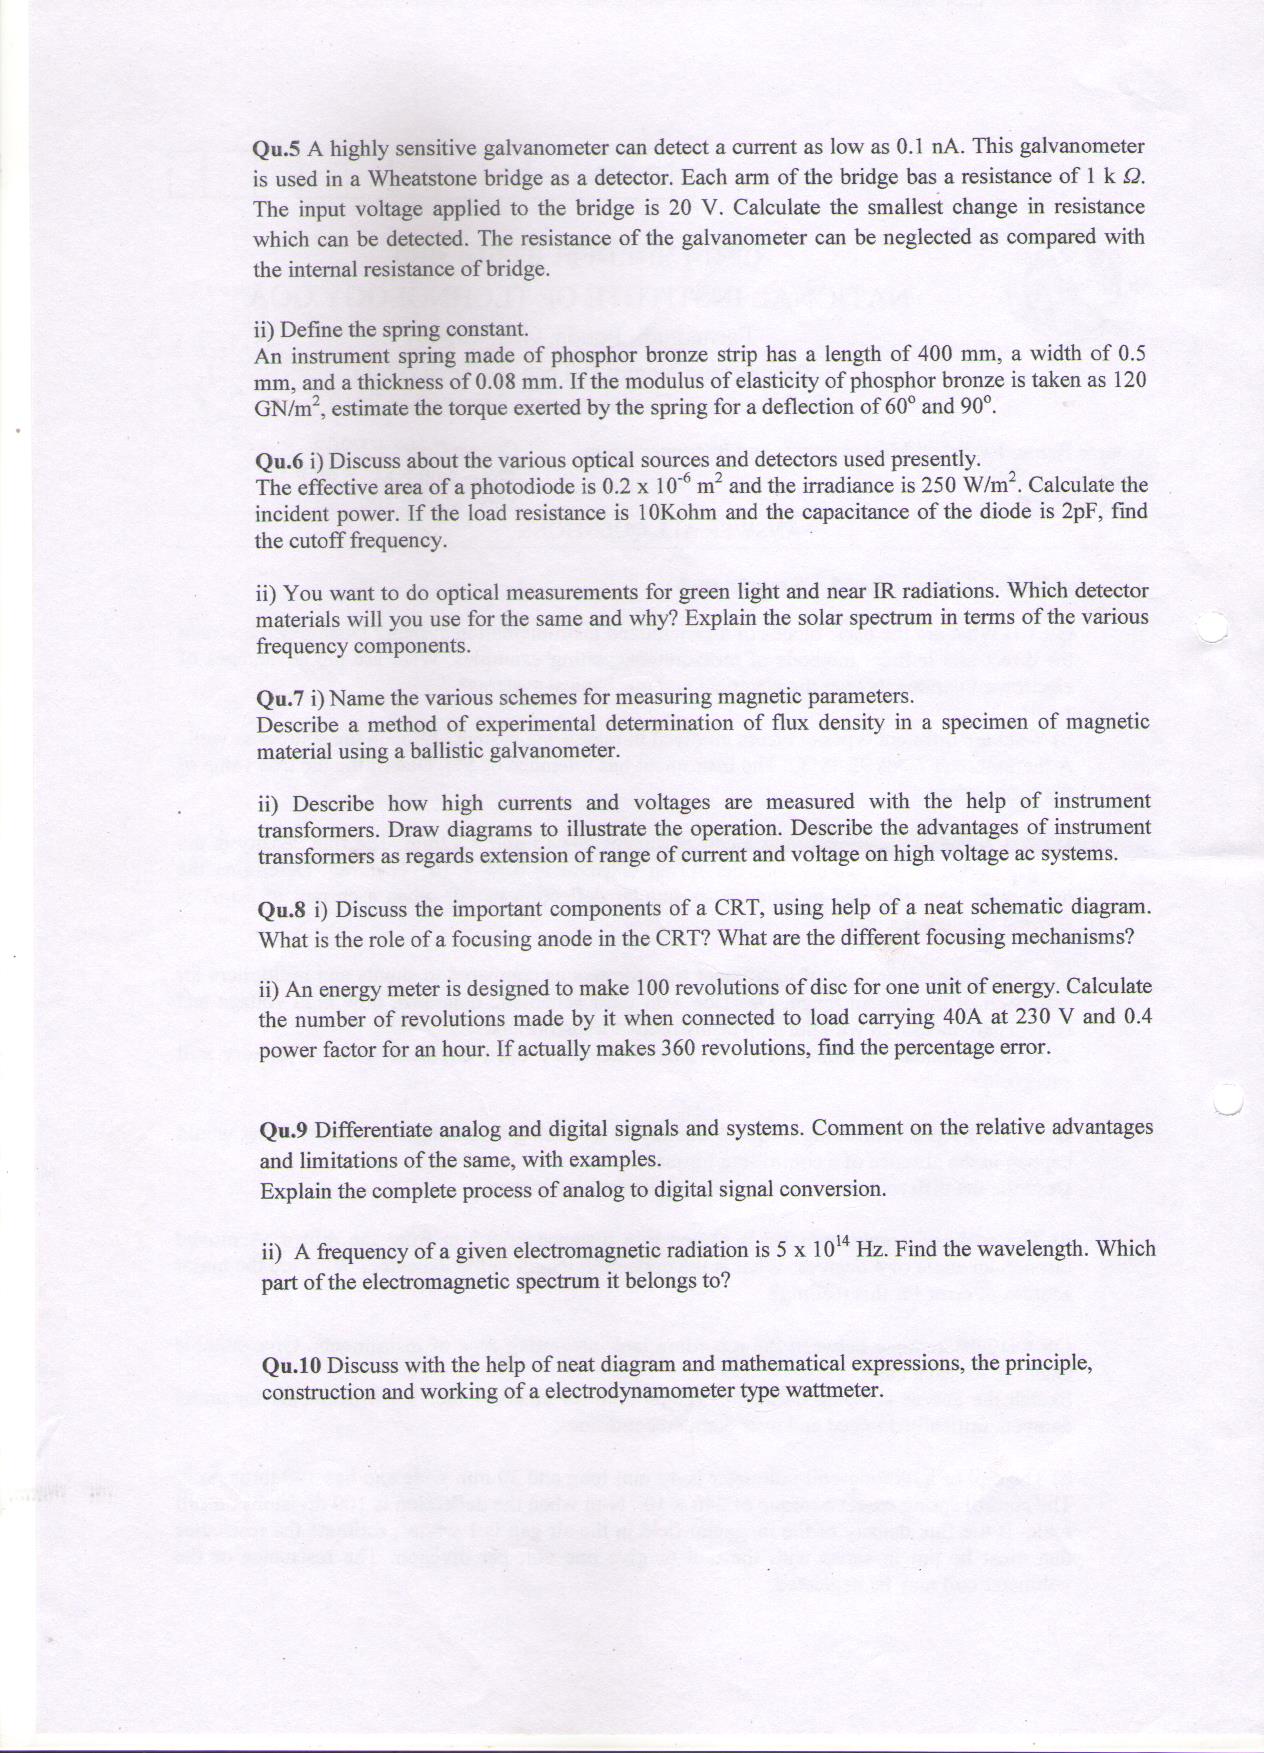 Qu.5 A highly sensitive galvanometer can detect a current as low as 0.1 nA. This galvanometer
is used in a Wheatstone bridge as a detector. Each arm of the bridge bas a resistance of 1 k Ω.
The input voltage applied to the bridge is 20 V. Calculate the smallest change in resistance
which can be detected. The resistance of the galvanometer can be neglected as compared with
the internal resistance of bridge.
ii) Define the spring constant.
An instrument spring made of phosphor bronze strip has a length of 400 mm, a width of 0.5
mm, and a thickness of 0.08 mm. If the modulus of elasticity of phosphor bronze is taken as 120
GN/m², estimate the torque exerted by the spring for a deflection of 60° and 90°.
Qu.6 i) Discuss about the various optical sources and detectors used presently.
The effective area of a photodiode is 0.2 x 10⁻⁶ m² and the irradiance is 250 W/m². Calculate the
incident power. If the load resistance is 10Kohm and the capacitance of the diode is 2pF, find
the cutoff frequency.
ii) You want to do optical measurements for green light and near IR radiations. Which detector
materials will you use for the same and why? Explain the solar spectrum in terms of the various
frequency components.
Qu.7 i) Name the various schemes for measuring magnetic parameters.
Describe a method of experimental determination of flux density in a specimen of magnetic
material using a ballistic galvanometer.
ii) Describe how high currents and voltages are measured with the help of instrument
transformers. Draw diagrams to illustrate the operation. Describe the advantages of instrument
transformers as regards extension of range of current and voltage on high voltage ac systems.
Qu.8 i) Discuss the important components of a CRT, using help of a neat schematic diagram.
What is the role of a focusing anode in the CRT? What are the different focusing mechanisms?
ii) An energy meter is designed to make 100 revolutions of disc for one unit of energy. Calculate
the number of revolutions made by it when connected to load carrying 40A at 230 V and 0.4
power factor for an hour. If actually makes 360 revolutions, find the percentage error.
Qu.9 Differentiate analog and digital signals and systems. Comment on the relative advantages
and limitations of the same, with examples.
Explain the complete process of analog to digital signal conversion.
ii) A frequency of a given electromagnetic radiation is 5 x 10¹⁴ Hz. Find the wavelength. Which
part of the electromagnetic spectrum it belongs to?
Qu.10 Discuss with the help of neat diagram and mathematical expressions, the principle,
construction and working of a electrodynamometer type wattmeter.